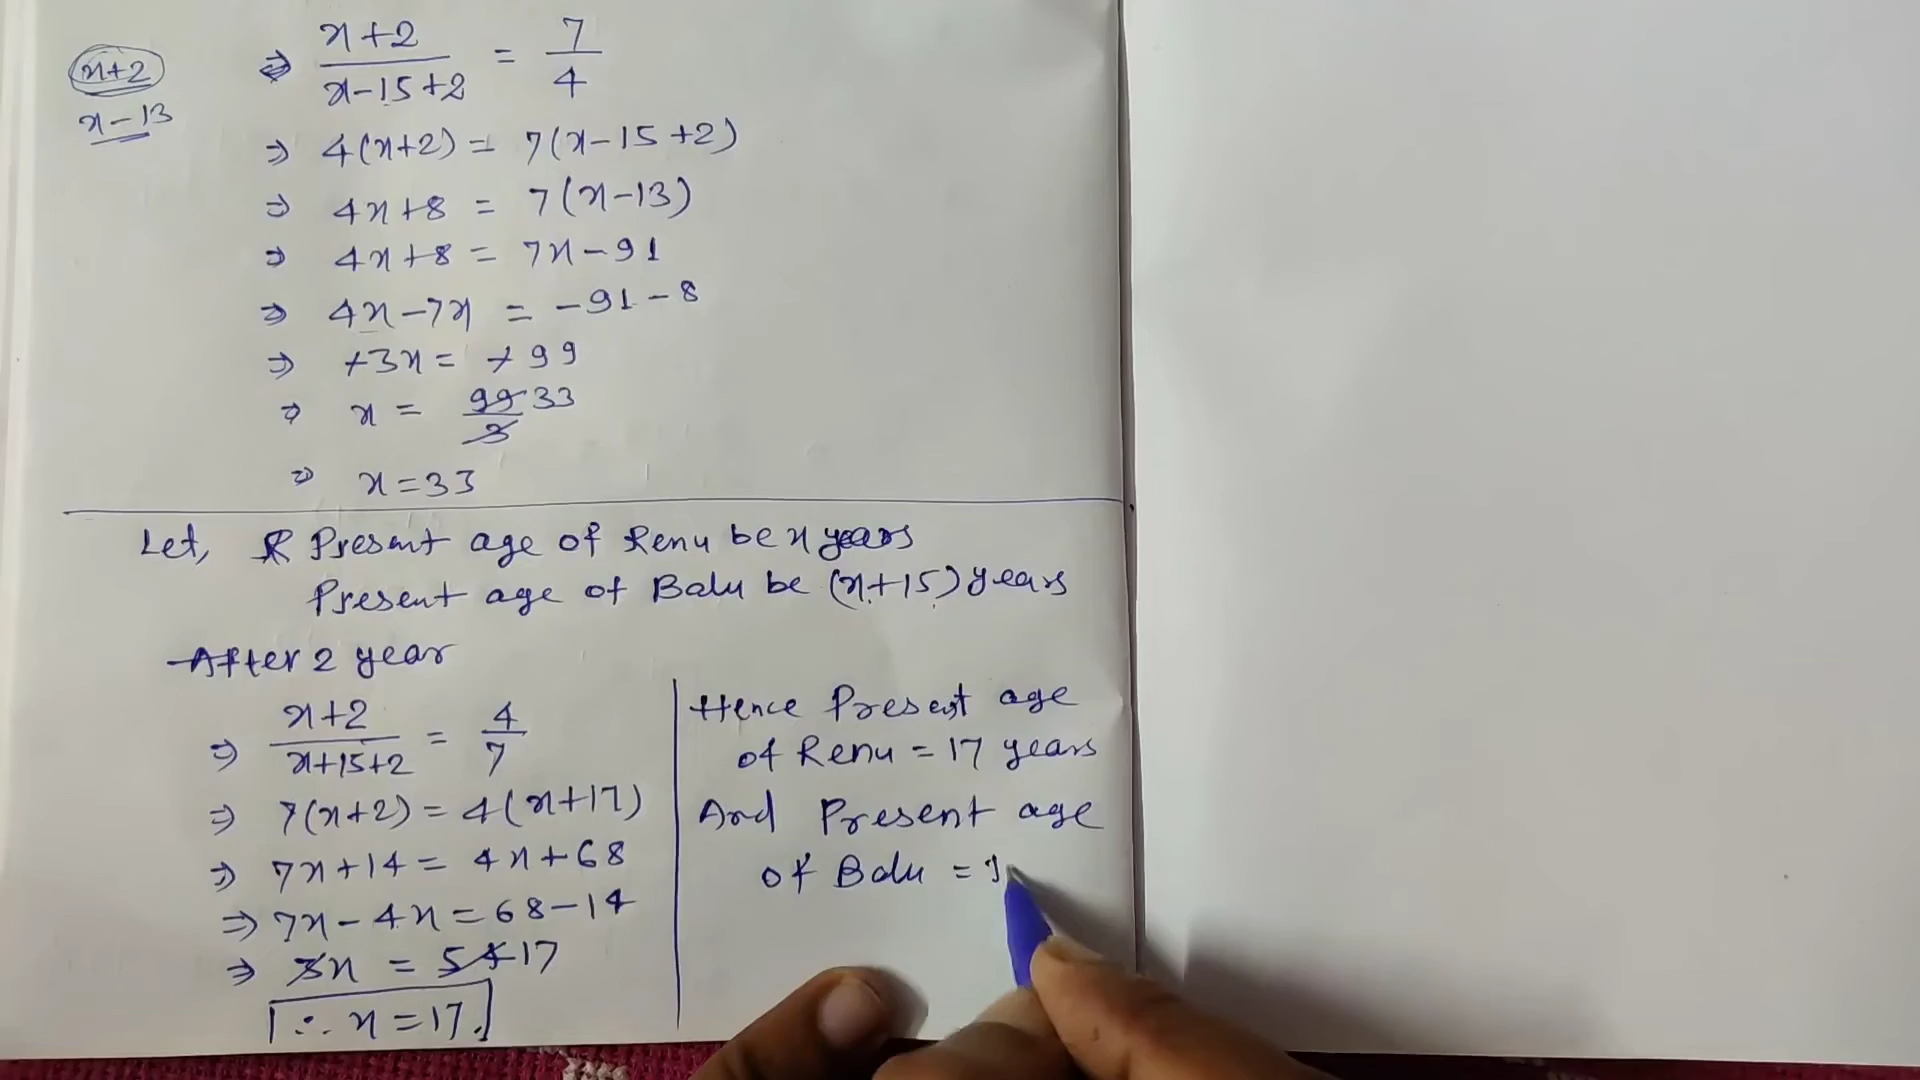 x+2
x-13
⇒ x+2 / x-15+2 = 7/4
⇒ 4(x+2) = 7(x-15+2)
⇒ 4x+8 = 7(x-13)
⇒ 4x+8 = 7x-91
⇒ 4x-7x = -91-8
⇒ +3x = +99
⇒ x = 99/3 33
⇒ x=33
Let, Present age of Renu be x years
Present age of Balu be (x+15) years
After 2 year
⇒ x+2 / x+15+2 = 4/7
⇒ 7(x+2) = 4(x+17)
⇒ 7x+14 = 4x+68
⇒ 7x-4x = 68-14
⇒ 3x = 54 17
∴ x=17.
Hence Present age
of Renu = 17 years
And Present age
of Balu =